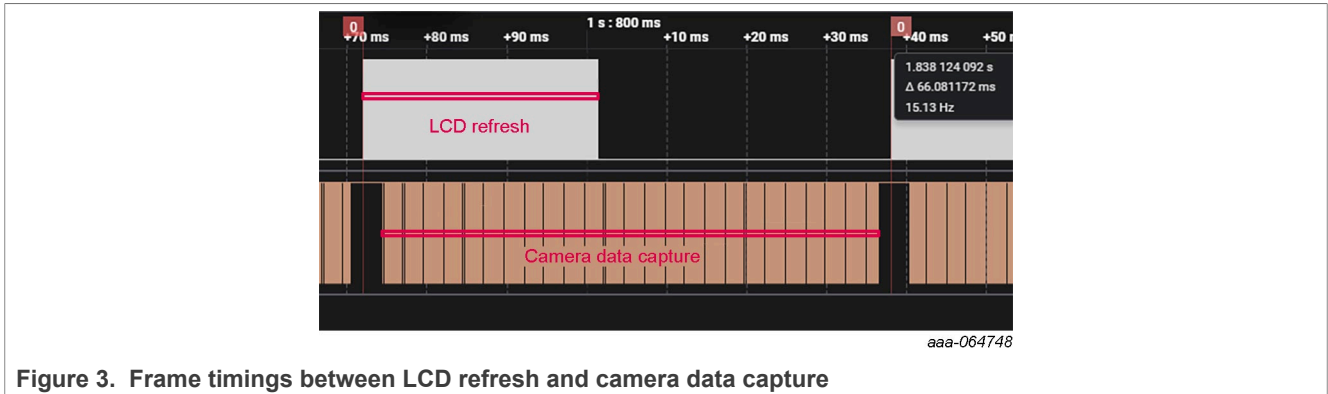 1 s : 800 ms
0
0
+70 ms
+80 ms
+90 ms
+10 ms
+20 ms
+30 ms
+40 ms
+50
1.838 124 092 s
Δ 66.081172 ms
15.13 Hz
LCD refresh
Camera data capture
aaa-064748
Figure 3. Frame timings between LCD refresh and camera data capture